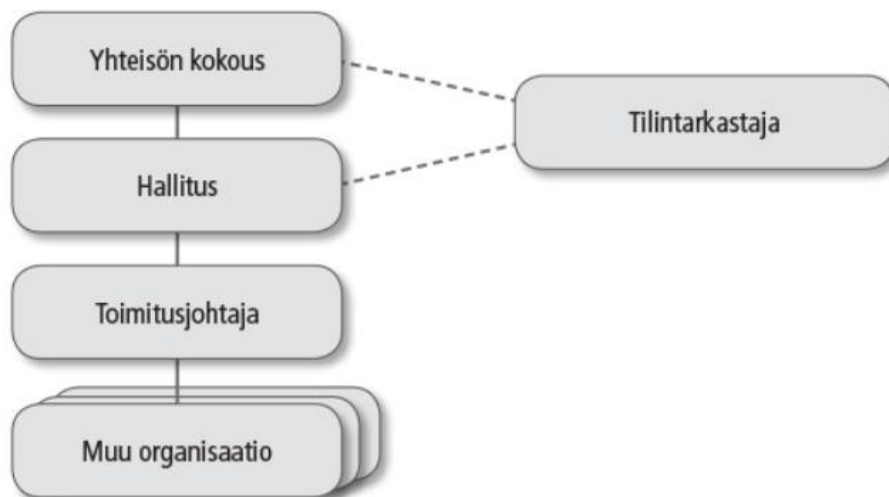 Yhteisön kokous
Tilintarkastaja
Hallitus
Toimitusjohtaja
Muu organisaatio